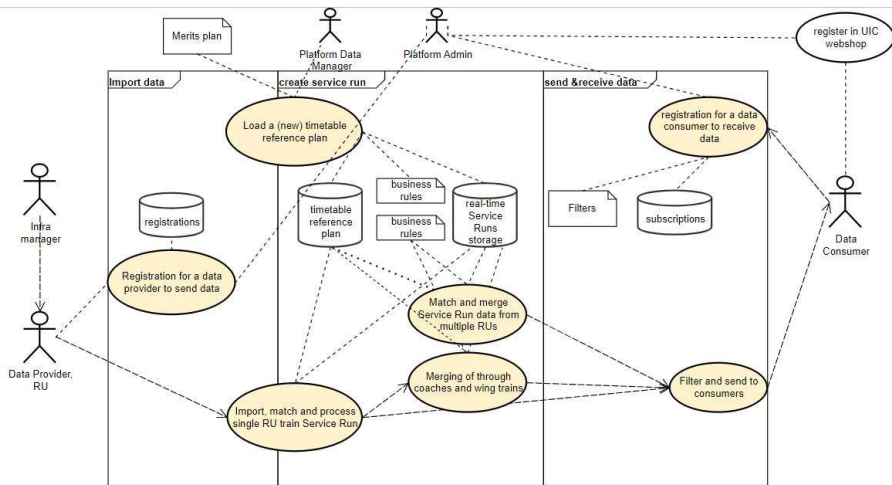 Merits plan
Platform Data
Manager
Platform Admin
register in UIC
webshop
Import data
create service run
send &receive data
Load a (new) timetable
reference plan
registration for a data
consumer to receive
data
Infra
manager
registrations
timetable
reference
plan
business
rules
business
rules
real-time
Service
Runs
storage
Filters
subscriptions
Data
Consumer
Registration for a data
provider to send data
Match and merge
Service Run data from
multiple RUs
Data Provider,
RU
Merging of through
coaches and wing trains
Import, match and process
single RU train Service Run
Filter and send to
consumers